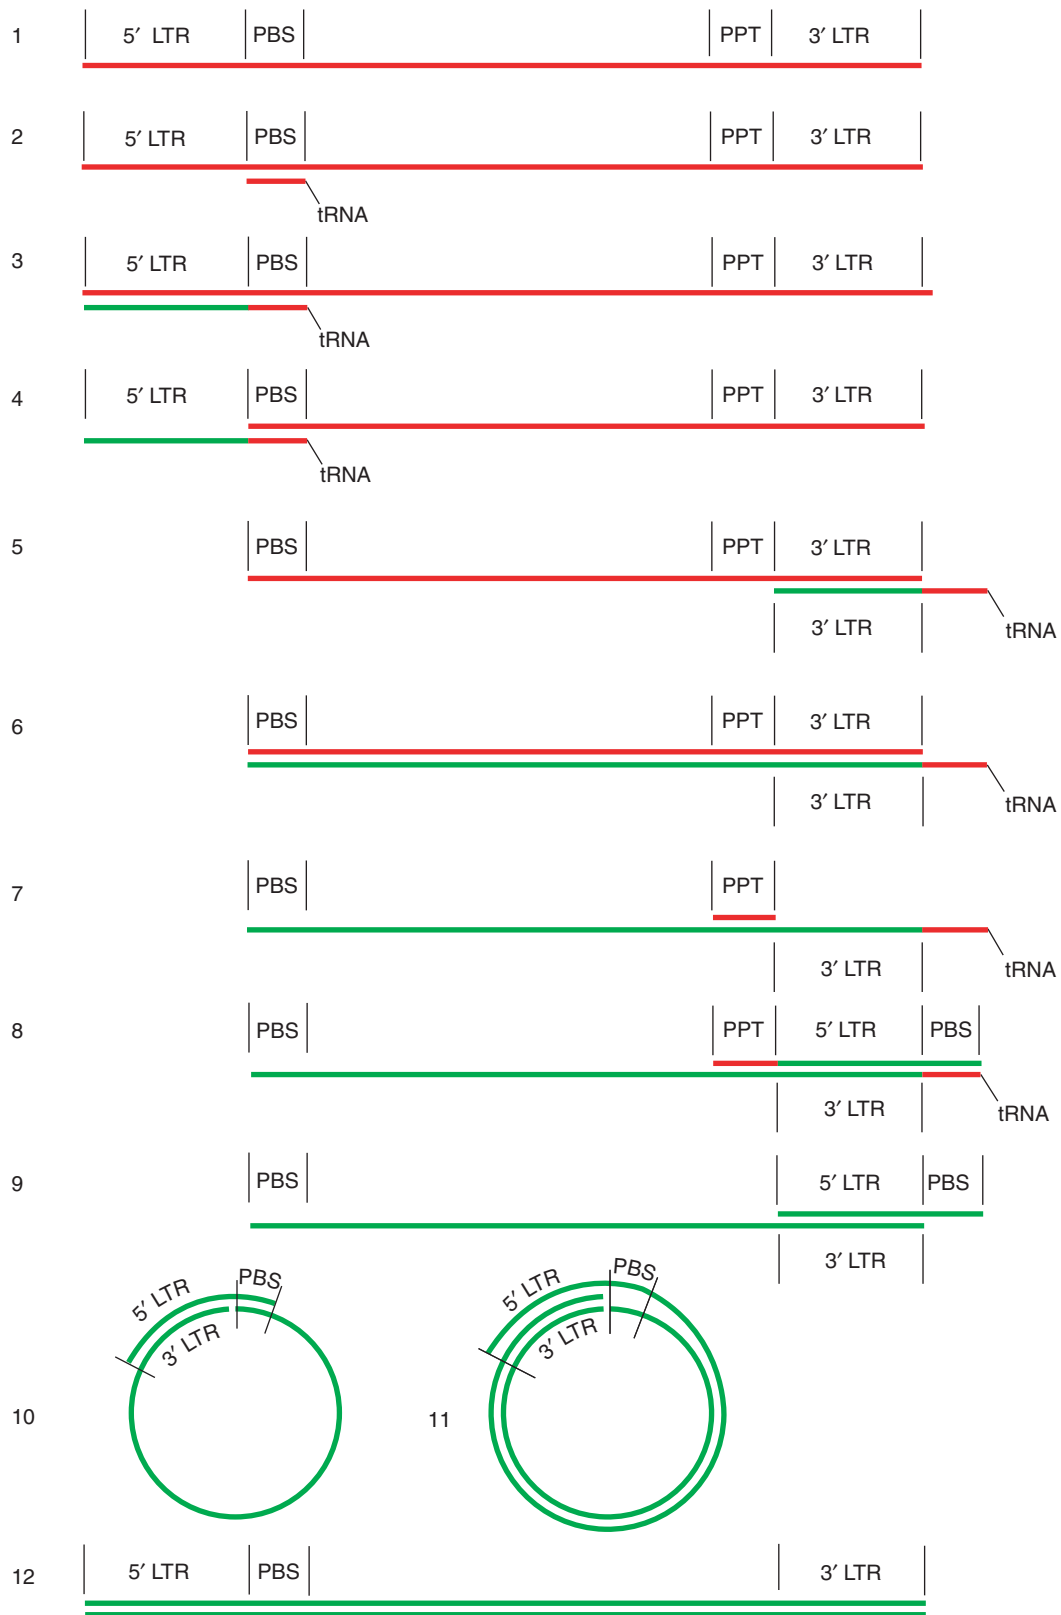 1 5′ LTR PBS PPT 3′ LTR
2 5′ LTR PBS PPT 3′ LTR
tRNA
3 5′ LTR PBS PPT 3′ LTR
tRNA
4 5′ LTR PBS PPT 3′ LTR
tRNA
5 PBS PPT 3′ LTR
3′ LTR tRNA
6 PBS PPT 3′ LTR
3′ LTR tRNA
7 PBS PPT
3′ LTR tRNA
8 PBS PPT 5′ LTR PBS
3′ LTR tRNA
9 PBS 5′ LTR PBS
3′ LTR
5′ LTR PBS
3′ LTR
10
5′ LTR PBS
3′ LTR
11
12 5′ LTR PBS 3′ LTR